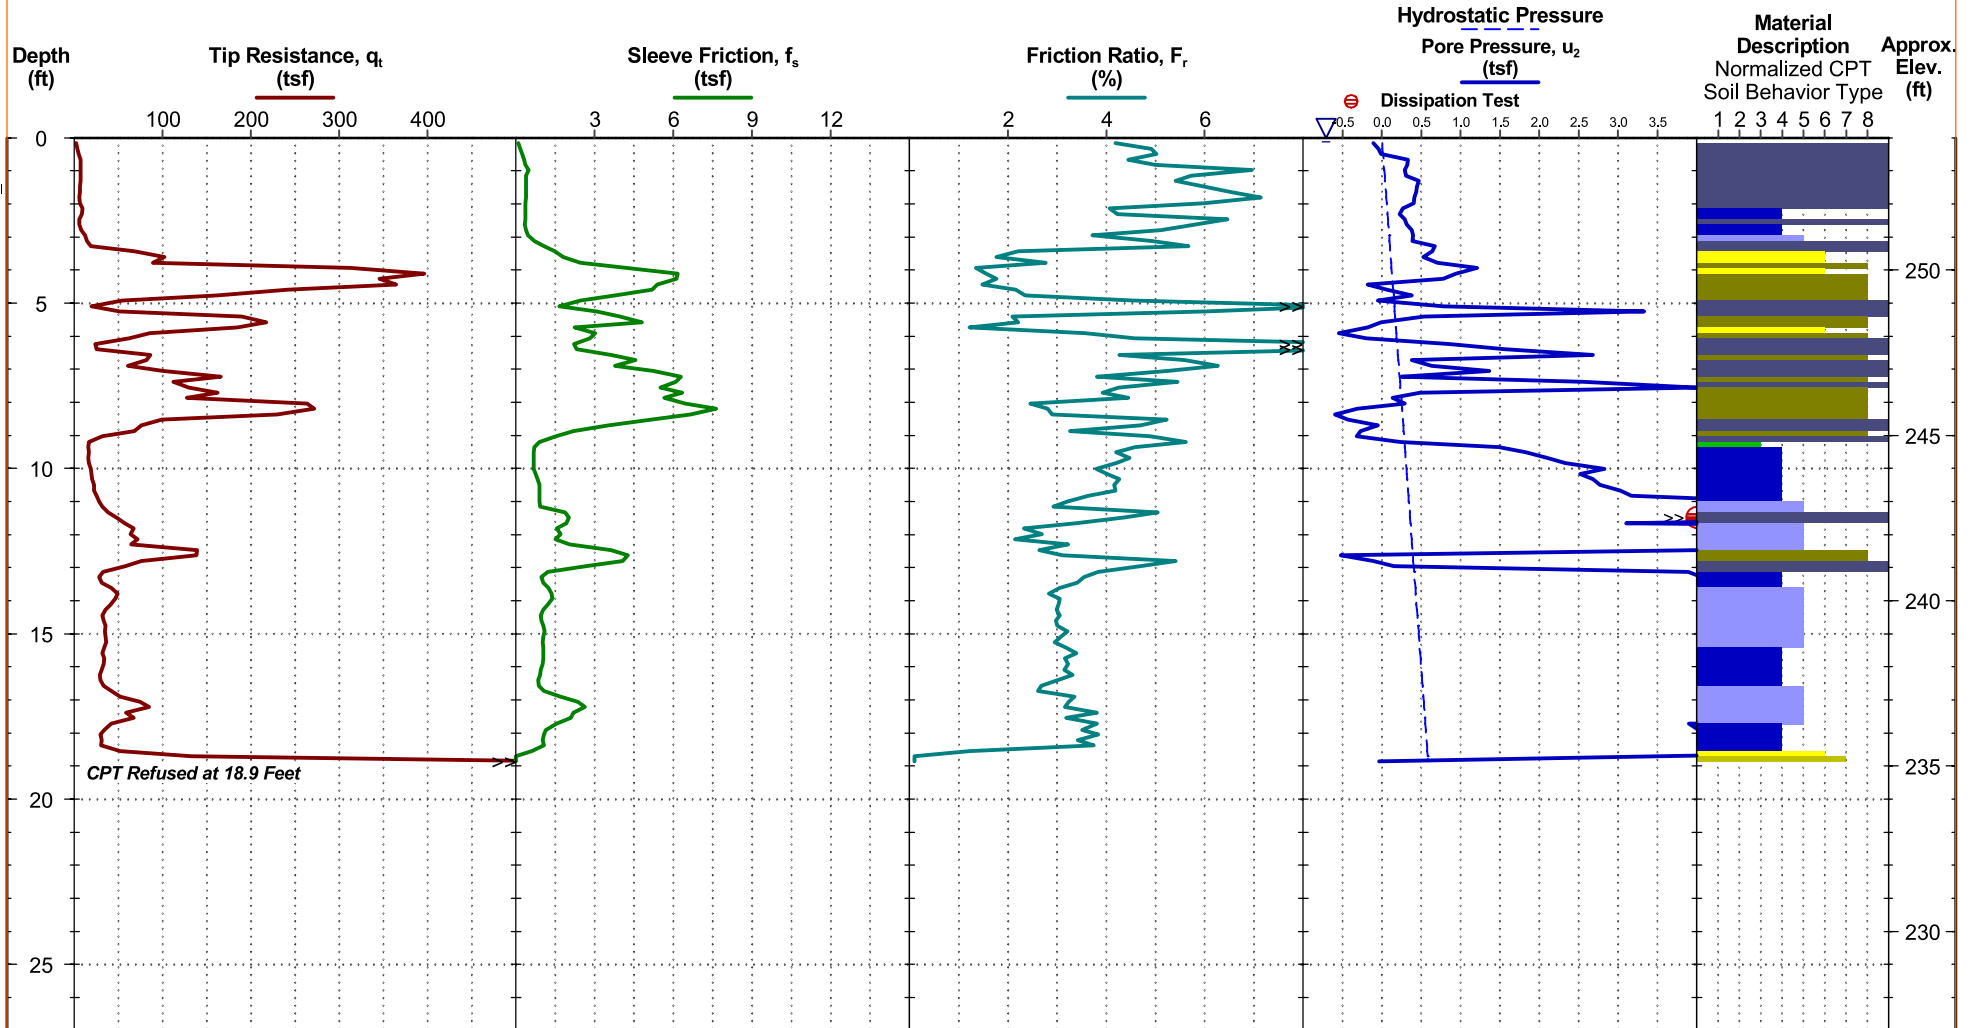 Hydrostatic Pressure
Depth
(ft)
Tip Resistance, qt
(tsf)
Sleeve Friction, fs
(tsf)
Friction Ratio, Fr
(%)
Pore Pressure, u2
(tsf)
Dissipation Test
Material
Description
Normalized CPT
Soil Behavior Type
Approx.
Elev.
(ft)
100 200 300 400
3 6 9 12
2 4 6
-0.5 0.0 0.5 1.0 1.5 2.0 2.5 3.0 3.5
1 2 3 4 5 6 7 8
0
250
5
>>
>>
>>
245
10
>>
240
15
>>
CPT Refused at 18.9 Feet
235
20
230
25